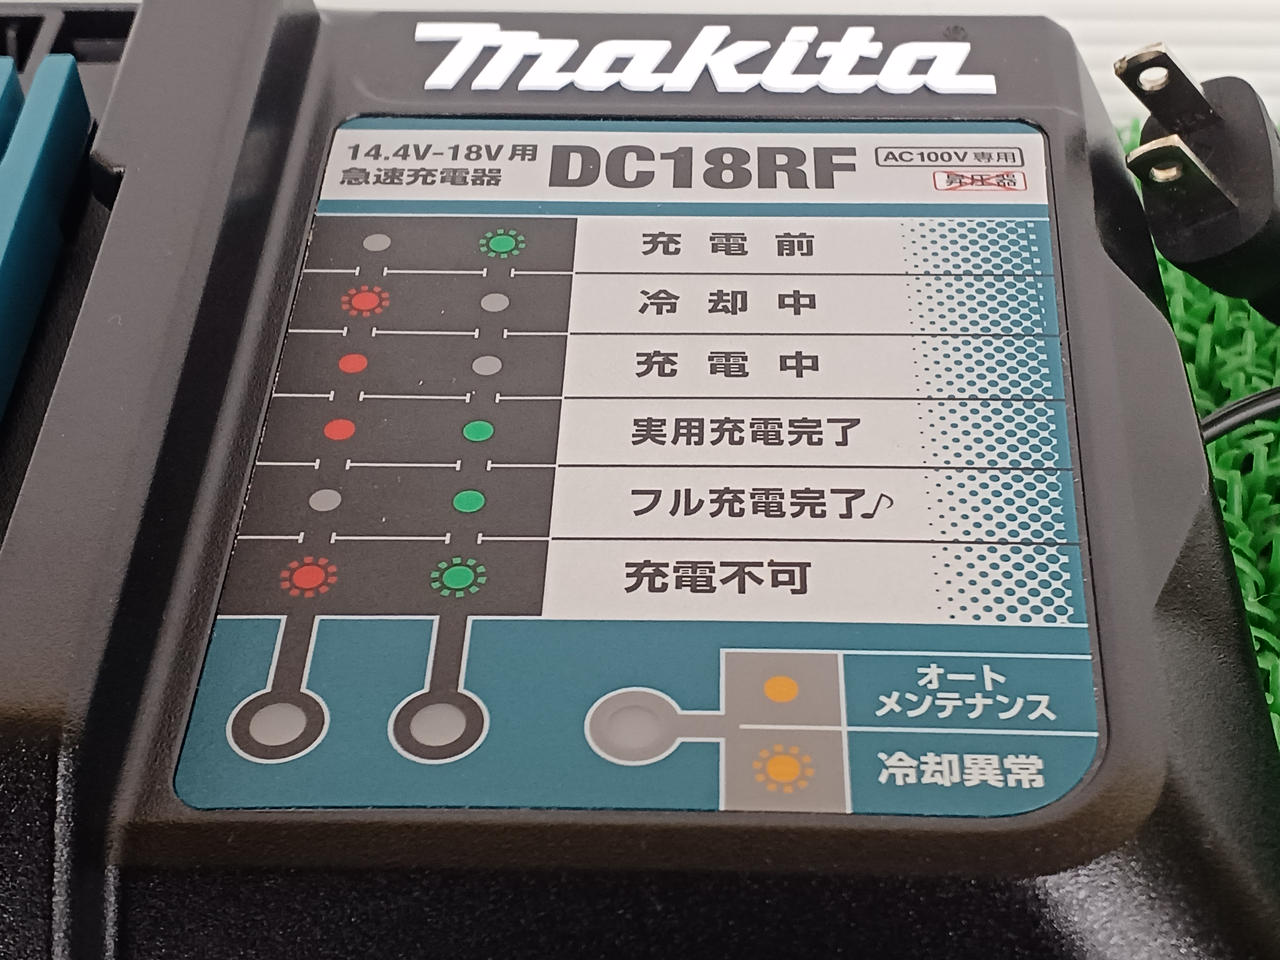 makita
14.4V-18V用
急速充電器
DC18RF
AC100V専用
昇圧器
充電前
冷却中
充電中
実用充電完了
フル充電完了♪
充電不可
オート
メンテナンス
冷却異常